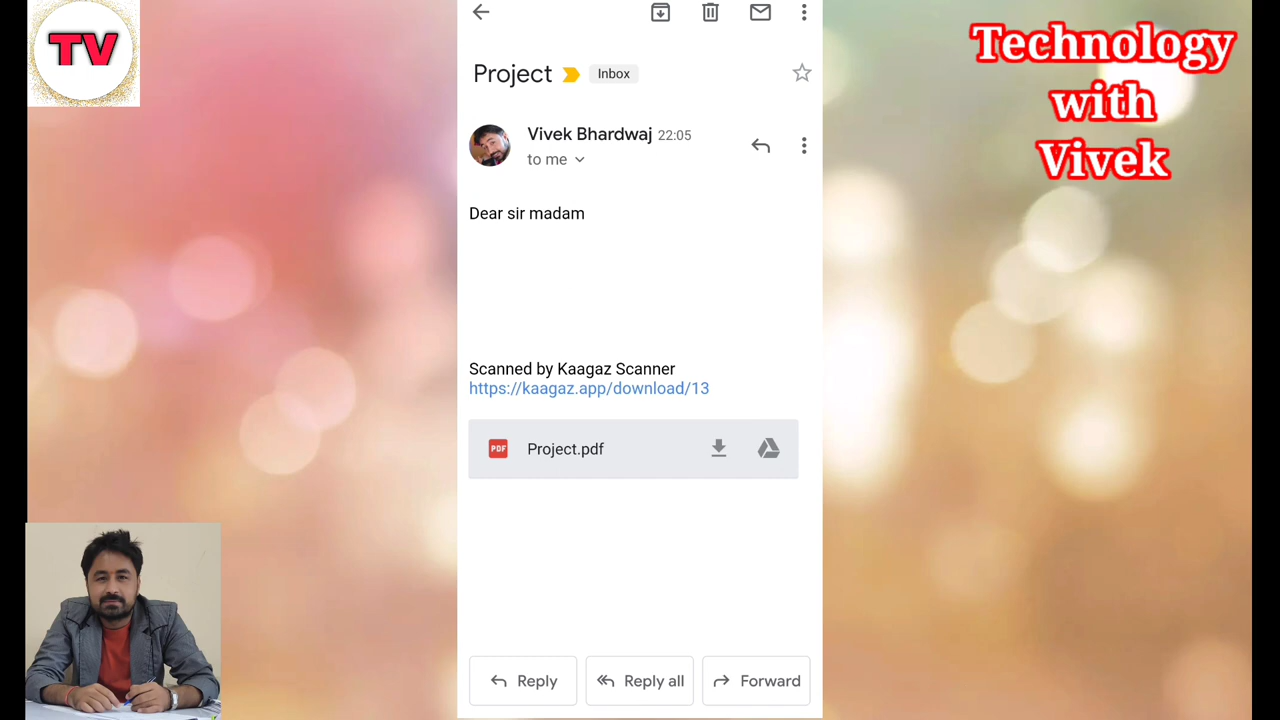 TV
Technology
with
Vivek
Project Inbox
Vivek Bhardwaj 22:05
to me
Dear sir madam
Scanned by Kaagaz Scanner
https://kaagaz.app/download/13
PDF Project.pdf
Reply Reply all Forward